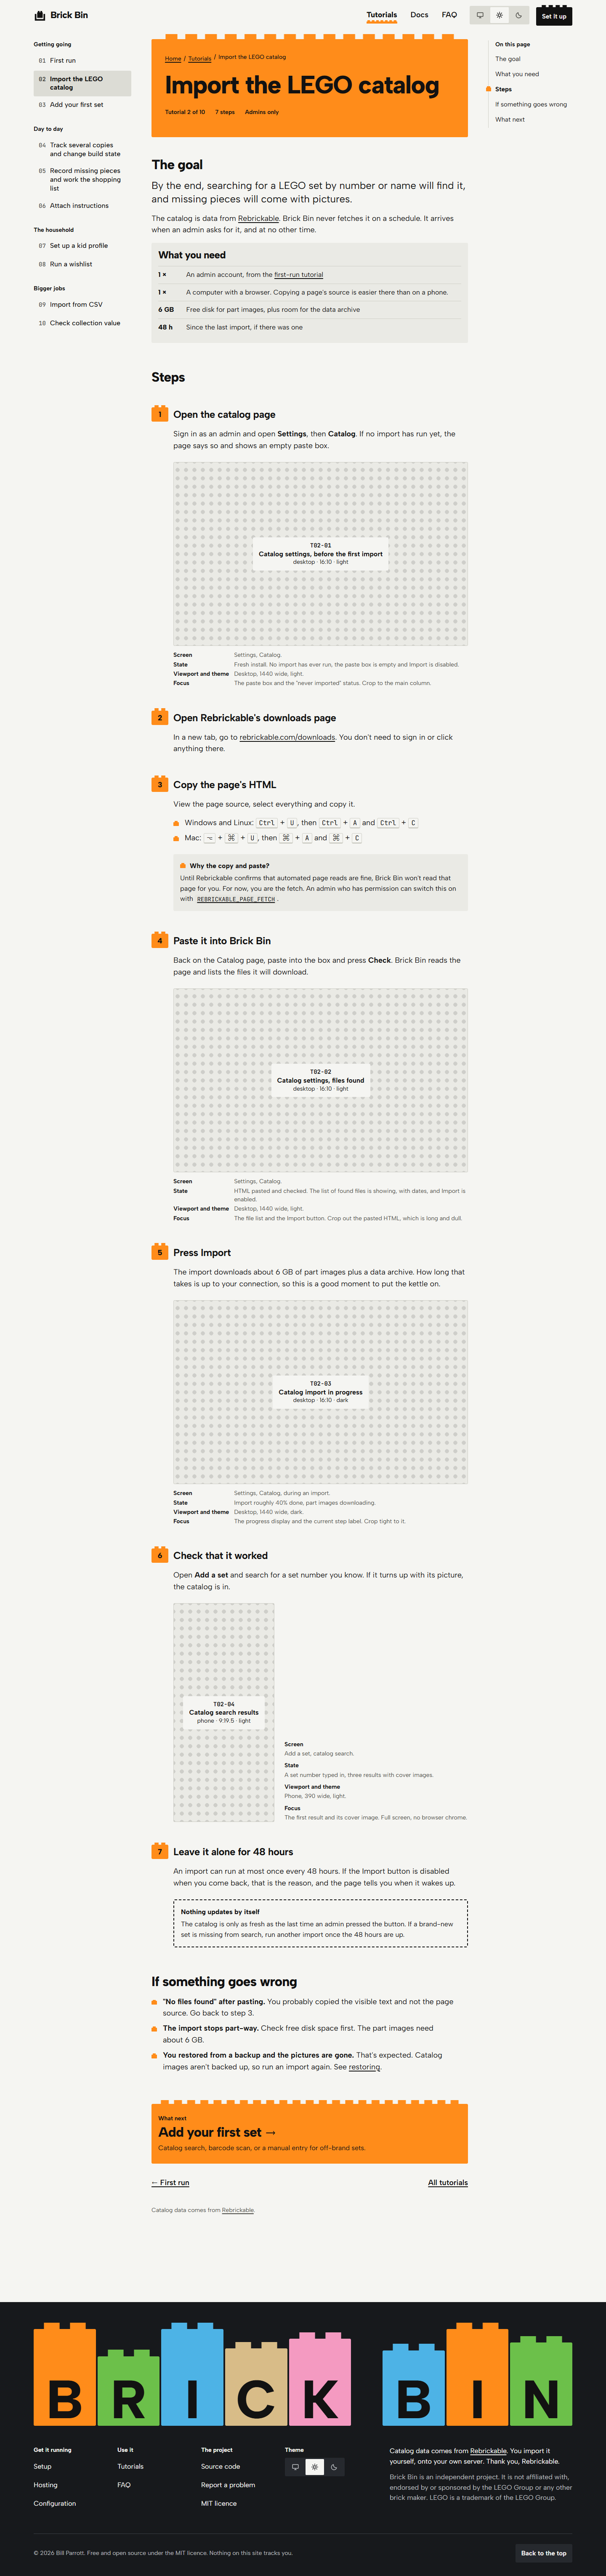 Brick Bin
Tutorials
Docs
FAQ
Set it up
Getting going
01 First run
02 Import the LEGO
catalog
03 Add your first set
Day to day
04 Track several copies
and change build state
05 Record missing pieces
and work the shopping
list
06 Attach instructions
The household
07 Set up a kid profile
08 Run a wishlist
Bigger jobs
09 Import from CSV
10 Check collection value
Home / Tutorials / Import the LEGO catalog
Import the LEGO catalog
Tutorial 2 of 10 7 steps Admins only
On this page
The goal
What you need
Steps
If something goes wrong
What next
The goal
By the end, searching for a LEGO set by number or name will find it,
and missing pieces will come with pictures.
The catalog is data from Rebrickable. Brick Bin never fetches it on a schedule. It arrives
when an admin asks for it, and at no other time.
What you need
1 × An admin account, from the first-run tutorial
1 × A computer with a browser. Copying a page's source is easier there than on a phone.
6 GB Free disk for part images, plus room for the data archive
48 h Since the last import, if there was one
Steps
1 Open the catalog page
Sign in as an admin and open Settings, then Catalog. If no import has run yet, the
page says so and shows an empty paste box.
T02-01
Catalog settings, before the first import
desktop · 16:10 · light
Screen Settings, Catalog.
State Fresh install. No import has ever run, the paste box is empty and Import is disabled.
Viewport and theme Desktop, 1440 wide, light.
Focus The paste box and the "never imported" status. Crop to the main column.
2 Open Rebrickable's downloads page
In a new tab, go to rebrickable.com/downloads. You don't need to sign in or click
anything there.
3 Copy the page's HTML
View the page source, select everything and copy it.
Windows and Linux: Ctrl + U, then Ctrl + A and Ctrl + C
Mac: ⌥ + ⌘ + U, then ⌘ + A and ⌘ + C
Why the copy and paste?
Until Rebrickable confirms that automated page reads are fine, Brick Bin won't read that
page for you. For now, you are the fetch. An admin who has permission can switch this on
with REBRICKABLE_PAGE_FETCH.
4 Paste it into Brick Bin
Back on the Catalog page, paste into the box and press Check. Brick Bin reads the
page and lists the files it will download.
T02-02
Catalog settings, files found
desktop · 16:10 · light
Screen Settings, Catalog.
State HTML pasted and checked. The list of found files is showing, with dates, and Import is
enabled.
Viewport and theme Desktop, 1440 wide, light.
Focus The file list and the Import button. Crop out the pasted HTML, which is long and dull.
5 Press Import
The import downloads about 6 GB of part images plus a data archive. How long that
takes is up to your connection, so this is a good moment to put the kettle on.
T02-03
Catalog import in progress
desktop · 16:10 · dark
Screen Settings, Catalog, during an import.
State Import roughly 40% done, part images downloading.
Viewport and theme Desktop, 1440 wide, dark.
Focus The progress display and the current step label. Crop tight to it.
6 Check that it worked
Open Add a set and search for a set number you know. If it turns up with its picture,
the catalog is in.
T02-04
Catalog search results
phone · 9:19.5 · light
Screen
Add a set, catalog search.
State
A set number typed in, three results with cover images.
Viewport and theme
Phone, 390 wide, light.
Focus
The first result and its cover image. Full screen, no browser chrome.
7 Leave it alone for 48 hours
An import can run at most once every 48 hours. If the Import button is disabled
when you come back, that is the reason, and the page tells you when it wakes up.
Nothing updates by itself
The catalog is only as fresh as the last time an admin pressed the button. If a brand-new
set is missing from search, run another import once the 48 hours are up.
If something goes wrong
"No files found" after pasting. You probably copied the visible text and not the page
source. Go back to step 3.
The import stops part-way. Check free disk space first. The part images need
about 6 GB.
You restored from a backup and the pictures are gone. That's expected. Catalog
images aren't backed up, so run an import again. See restoring.
What next
Add your first set →
Catalog search, barcode scan, or a manual entry for off-brand sets.
← First run
All tutorials
Catalog data comes from Rebrickable.
BRICK BIN
Get it running
Setup
Hosting
Configuration
Use it
Tutorials
FAQ
The project
Source code
Report a problem
MIT licence
Theme
Catalog data comes from Rebrickable. You import it
yourself, onto your own server. Thank you, Rebrickable.
Brick Bin is an independent project. It is not affiliated with,
endorsed by or sponsored by the LEGO Group or any other
brick maker. LEGO is a trademark of the LEGO Group.
© 2026 Bill Parrott. Free and open source under the MIT licence. Nothing on this site tracks you.
Back to the top